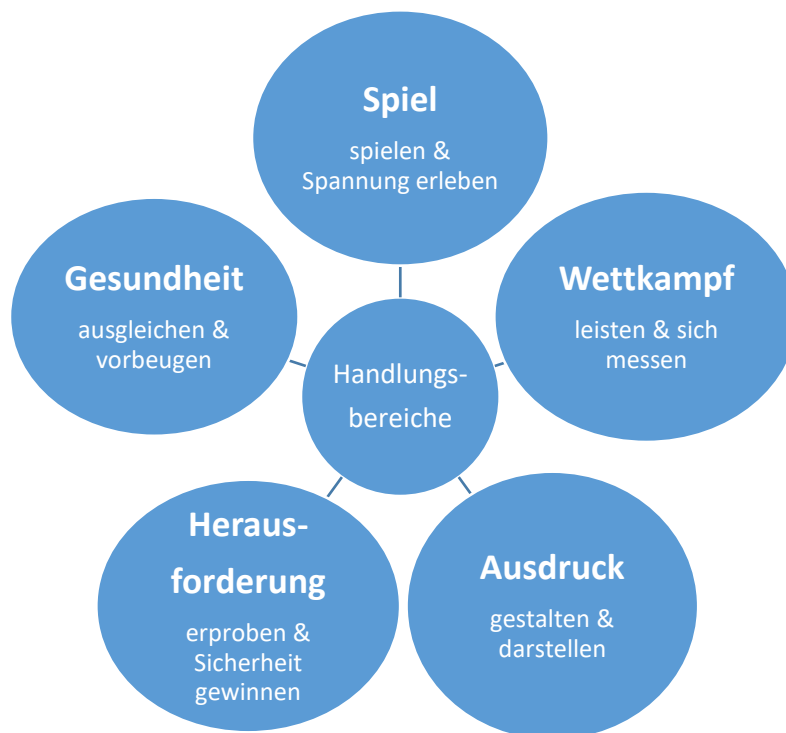 Spiel
spielen &
Spannung erleben
Gesundheit
ausgleichen &
vorbeugen
Wettkampf
leisten & sich
messen
Handlungs-
bereiche
Heraus-
forderung
erproben &
Sicherheit
gewinnen
Ausdruck
gestalten &
darstellen